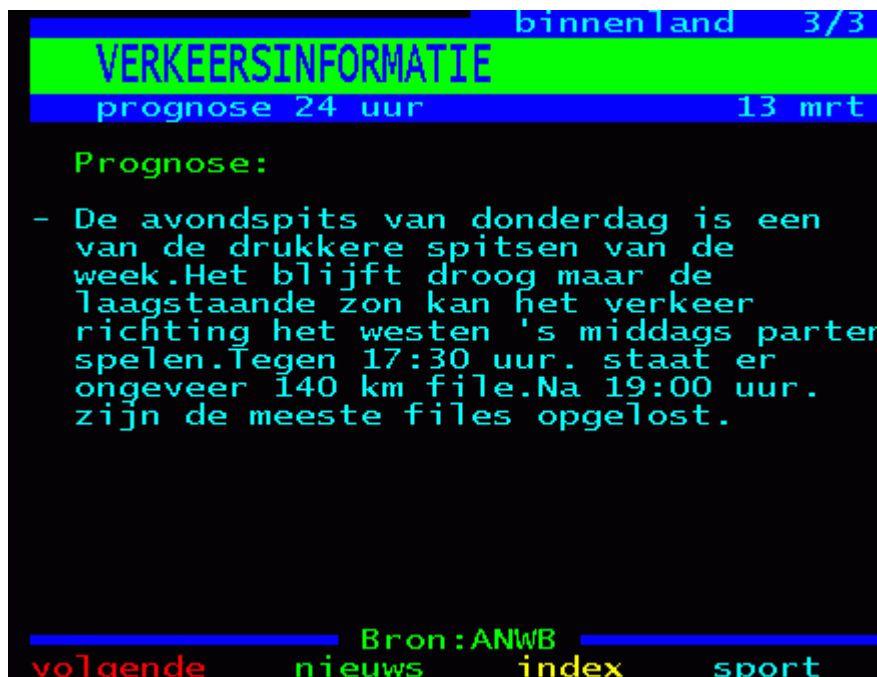 binnenland 3/3
VERKEERSINFORMATIE
prognose 24 uur 13 mrt
Prognose:
- De avondspits van donderdag is een
van de drukkere spitsen van de
week.Het blijft droog maar de
laagstaande zon kan het verkeer
richting het westen 's middags parten
spelen.Tegen 17:30 uur. staat er
ongeveer 140 km file.Na 19:00 uur.
zijn de meeste files opgelost.
Bron:ANWB
volgende nieuws index sport